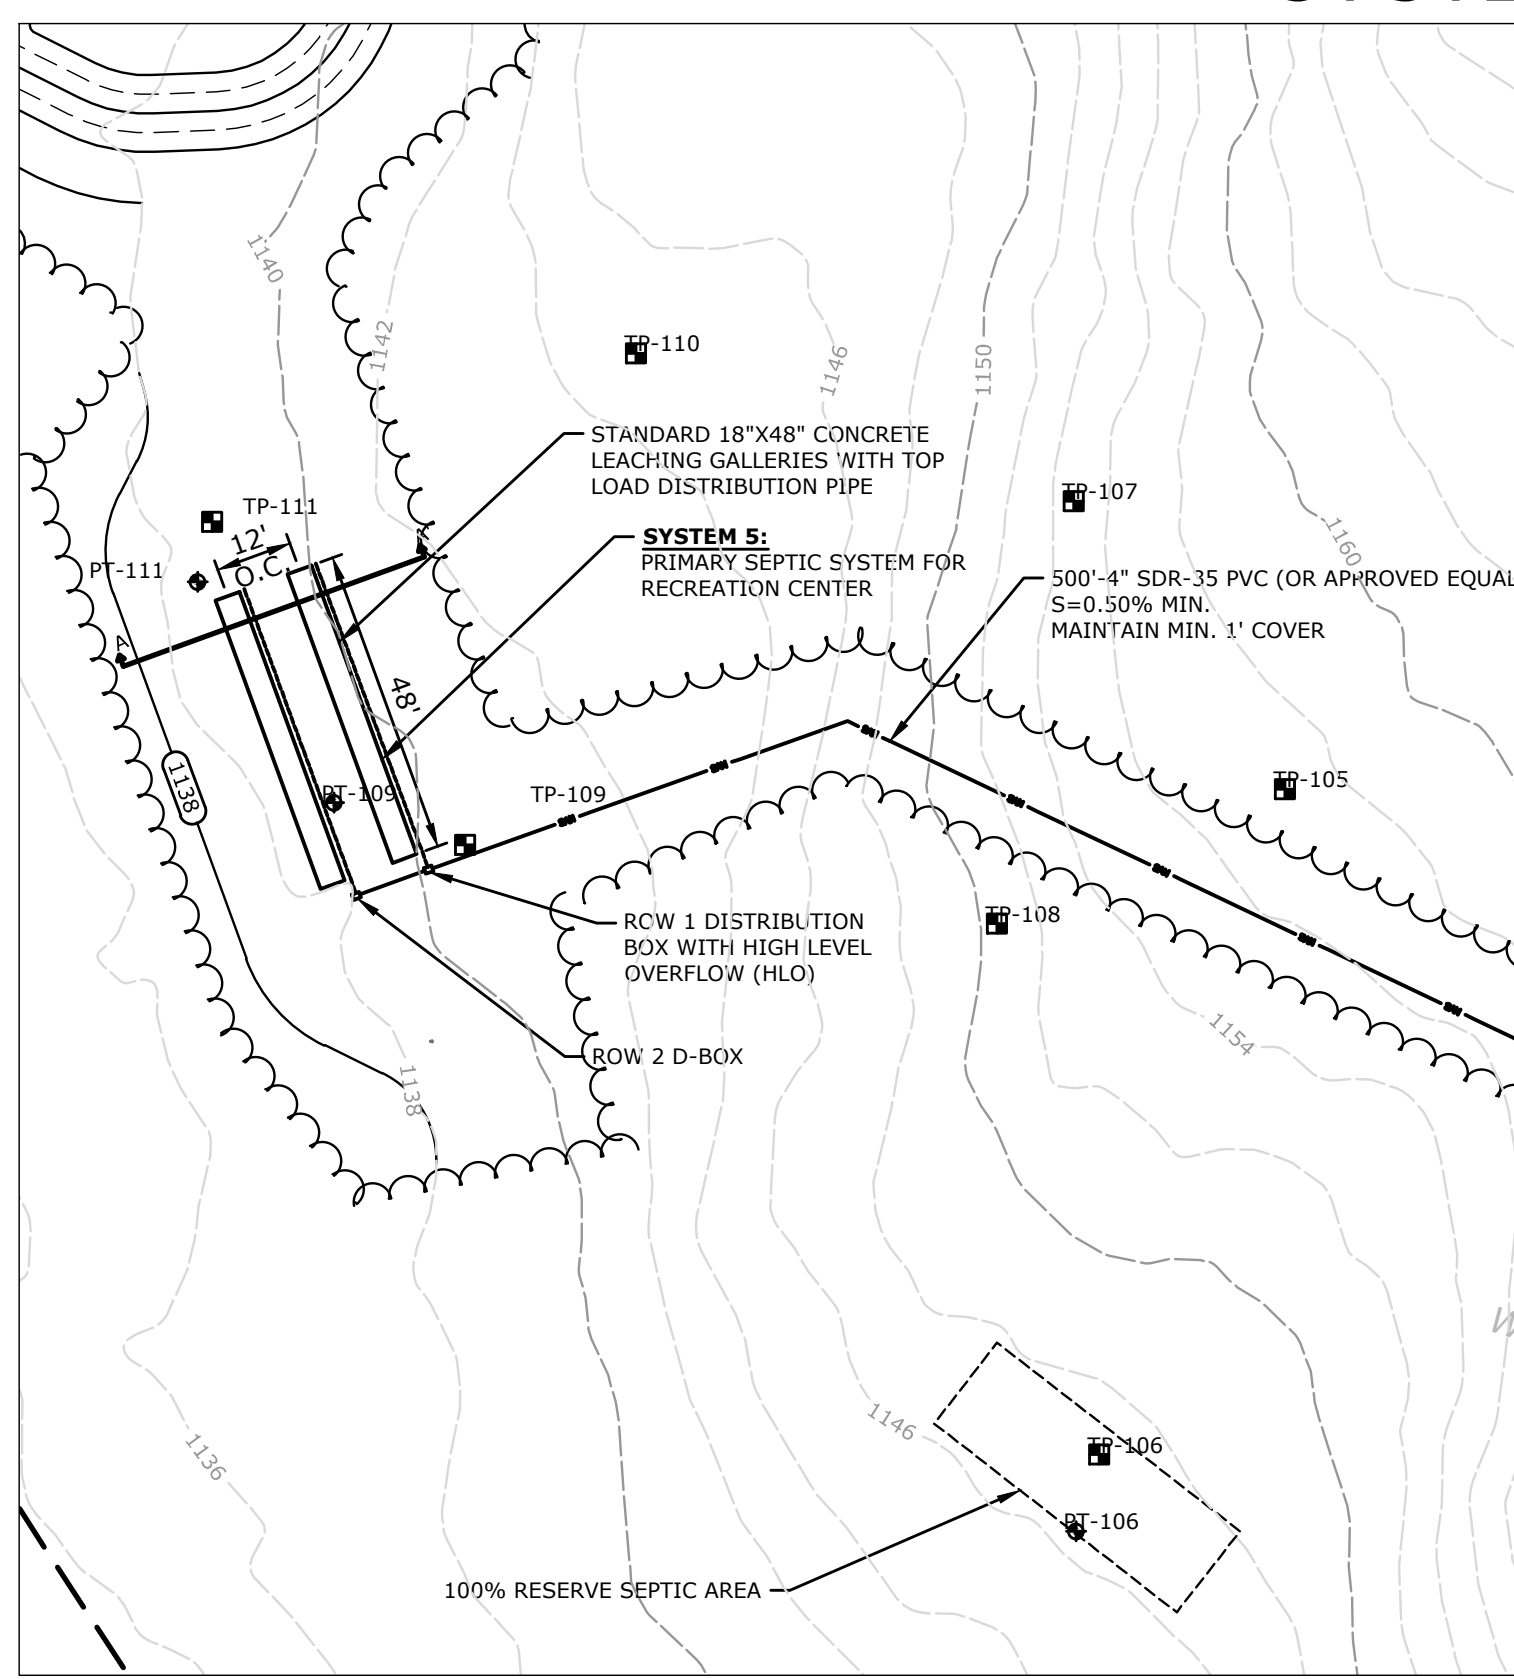 1140
1142
TP-110
1146
1150
STANDARD 18"X48" CONCRETE
LEACHING GALLERIES WITH TOP
LOAD DISTRIBUTION PIPE
TP-107
TP-111
12'
O.C.
SYSTEM 5:
PRIMARY SEPTIC SYSTEM FOR
RECREATION CENTER
1160
PT-111
500'-4" SDR-35 PVC (OR APPROVED EQUAL
S=0.50% MIN.
MAINTAIN MIN. 1' COVER
A
48'
1138
PT-109
TP-109
TP-105
TP-108
ROW 1 DISTRIBUTION
BOX WITH HIGH LEVEL
OVERFLOW (HLO)
1154
ROW 2 D-BOX
1138
1146
TP-106
1136
PT-106
100% RESERVE SEPTIC AREA